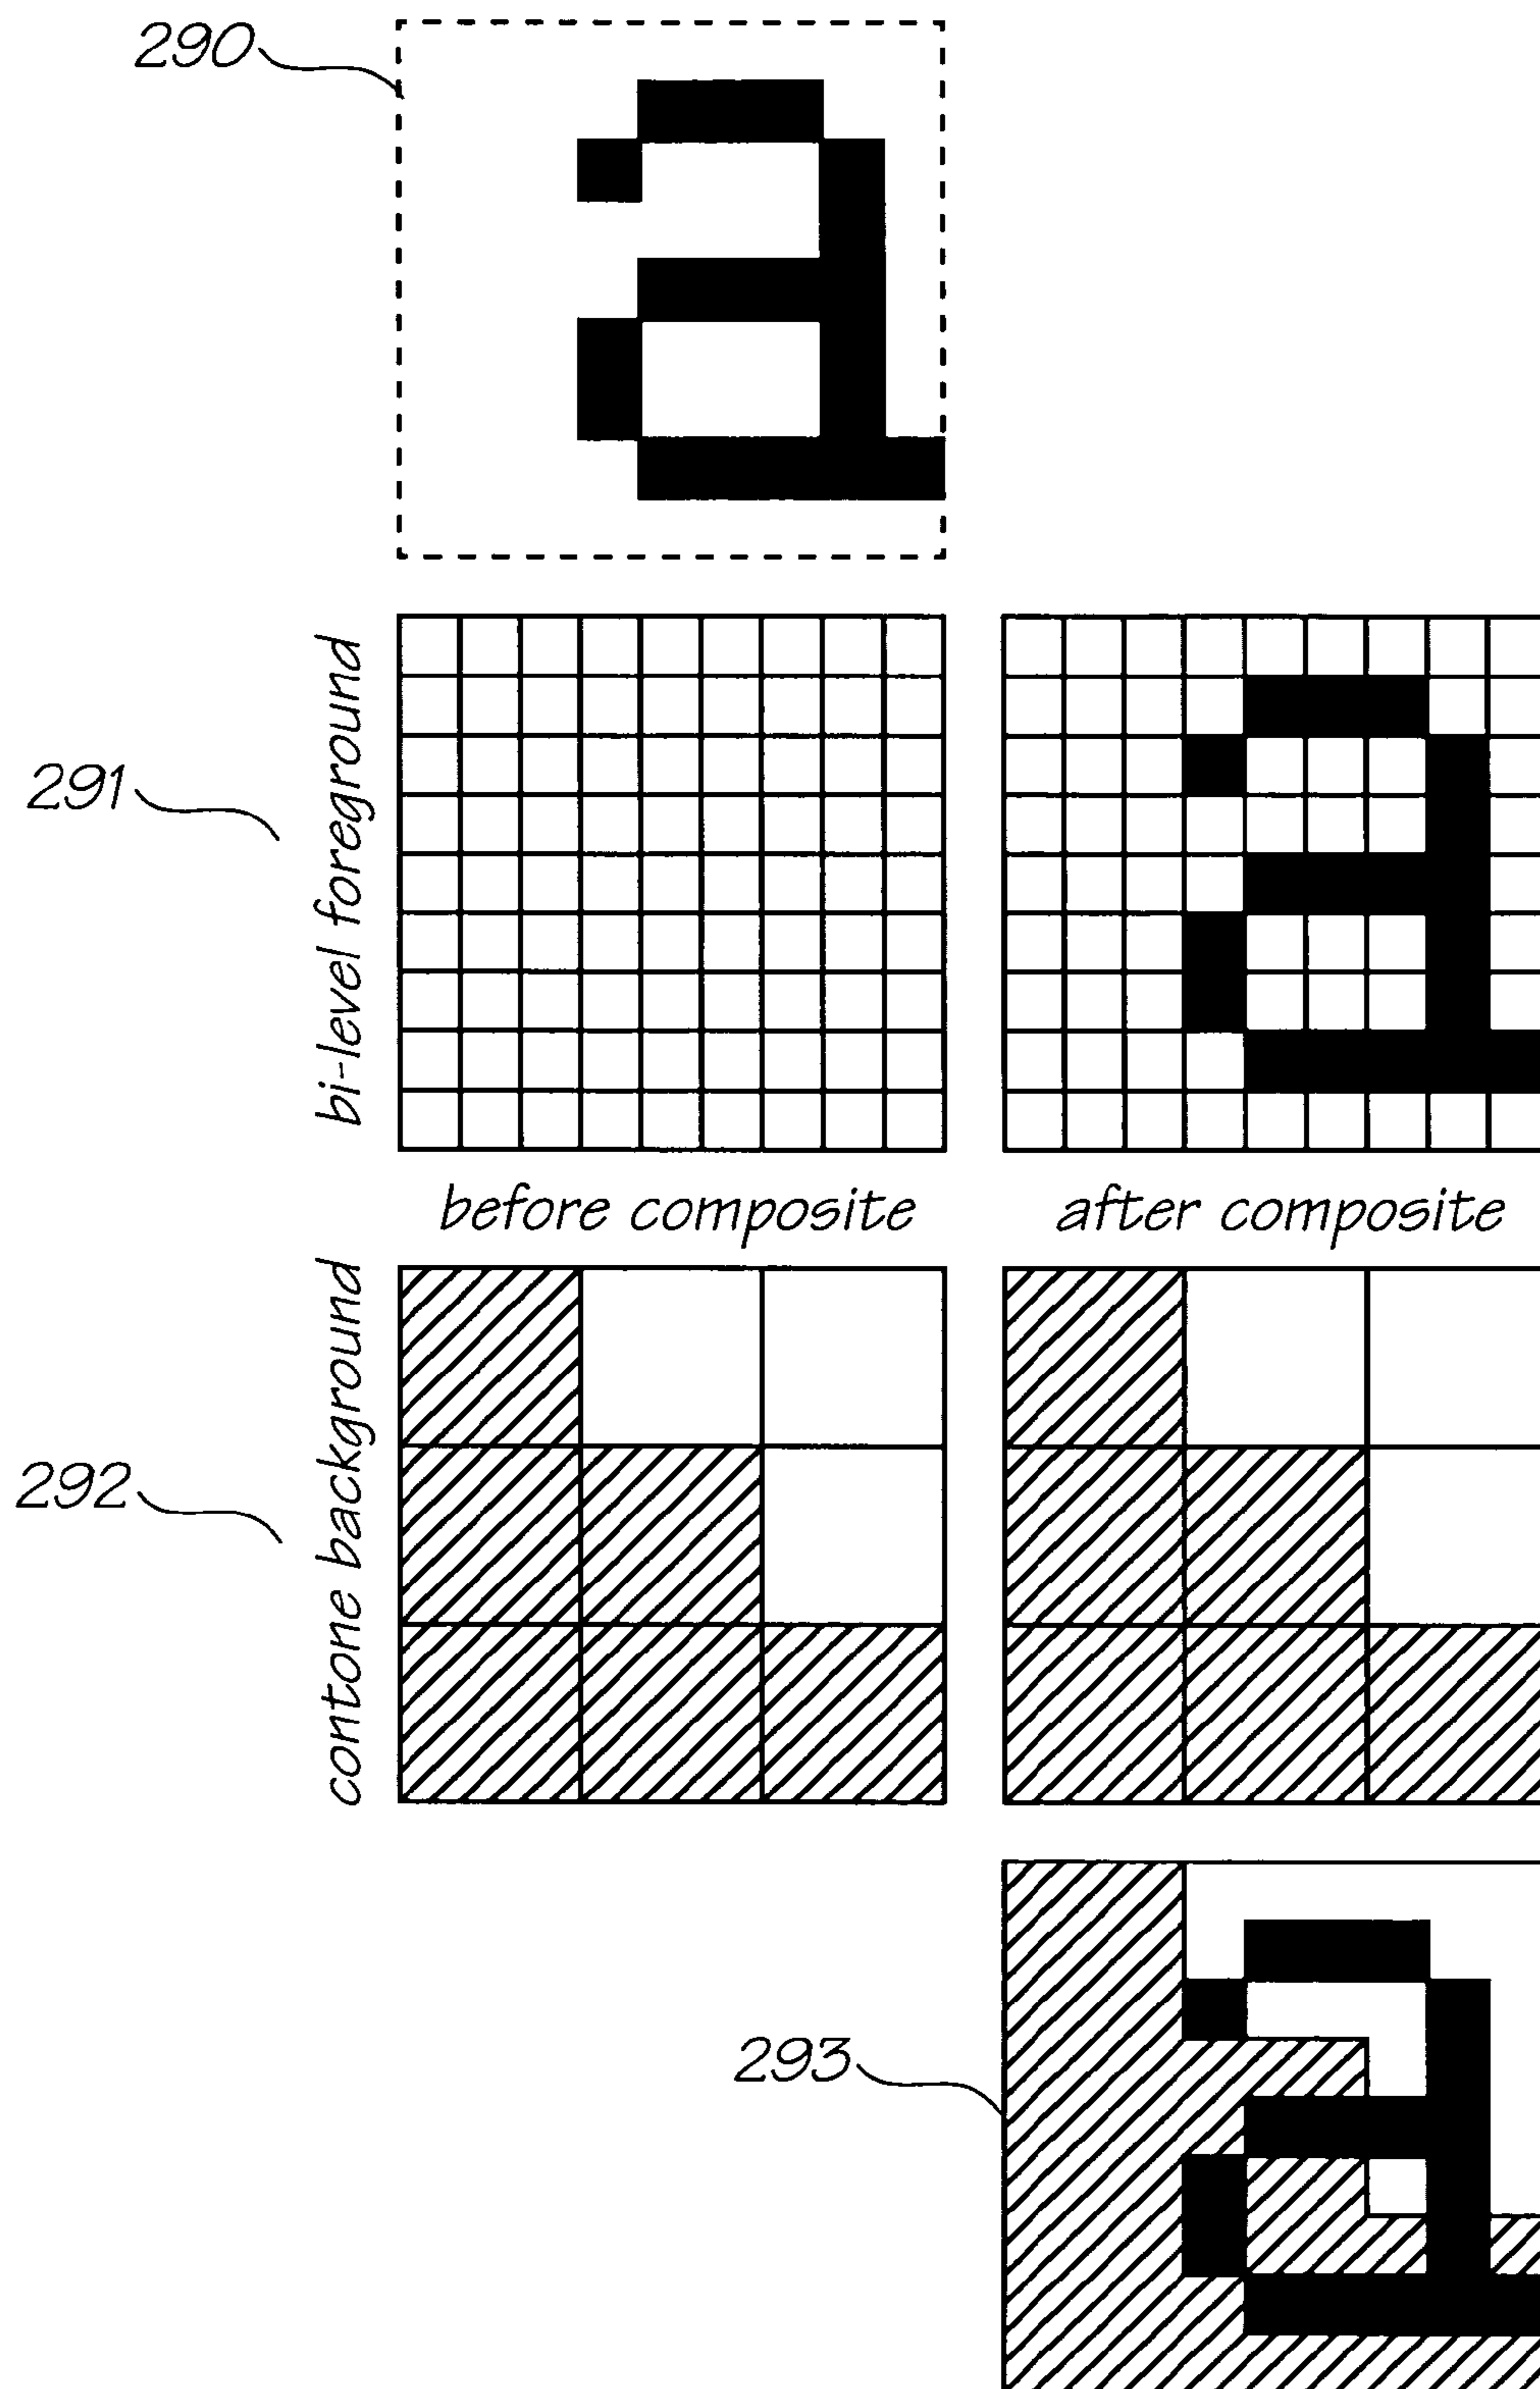 290
291
bi-level foreground
before composite
after composite
292
contone background
293